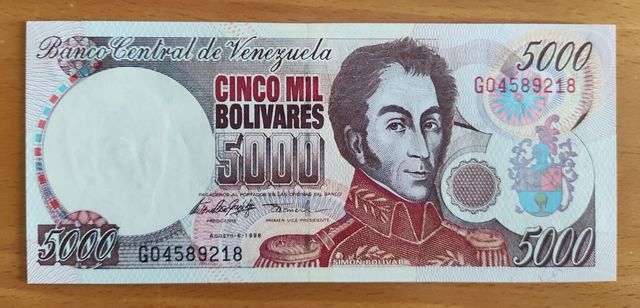 Banco Central de Venezuela
5000
G04589218
CINCO MIL
BOLIVARES
5000
PAGADEROS AL PORTADOR EN LAS OFICINAS DEL BANCO
PRESIDENTE
PRIMER VICE PRESIDENTE
AGOSTO 6, 1998
5000
G04589218
SIMON BOLIVAR
5000